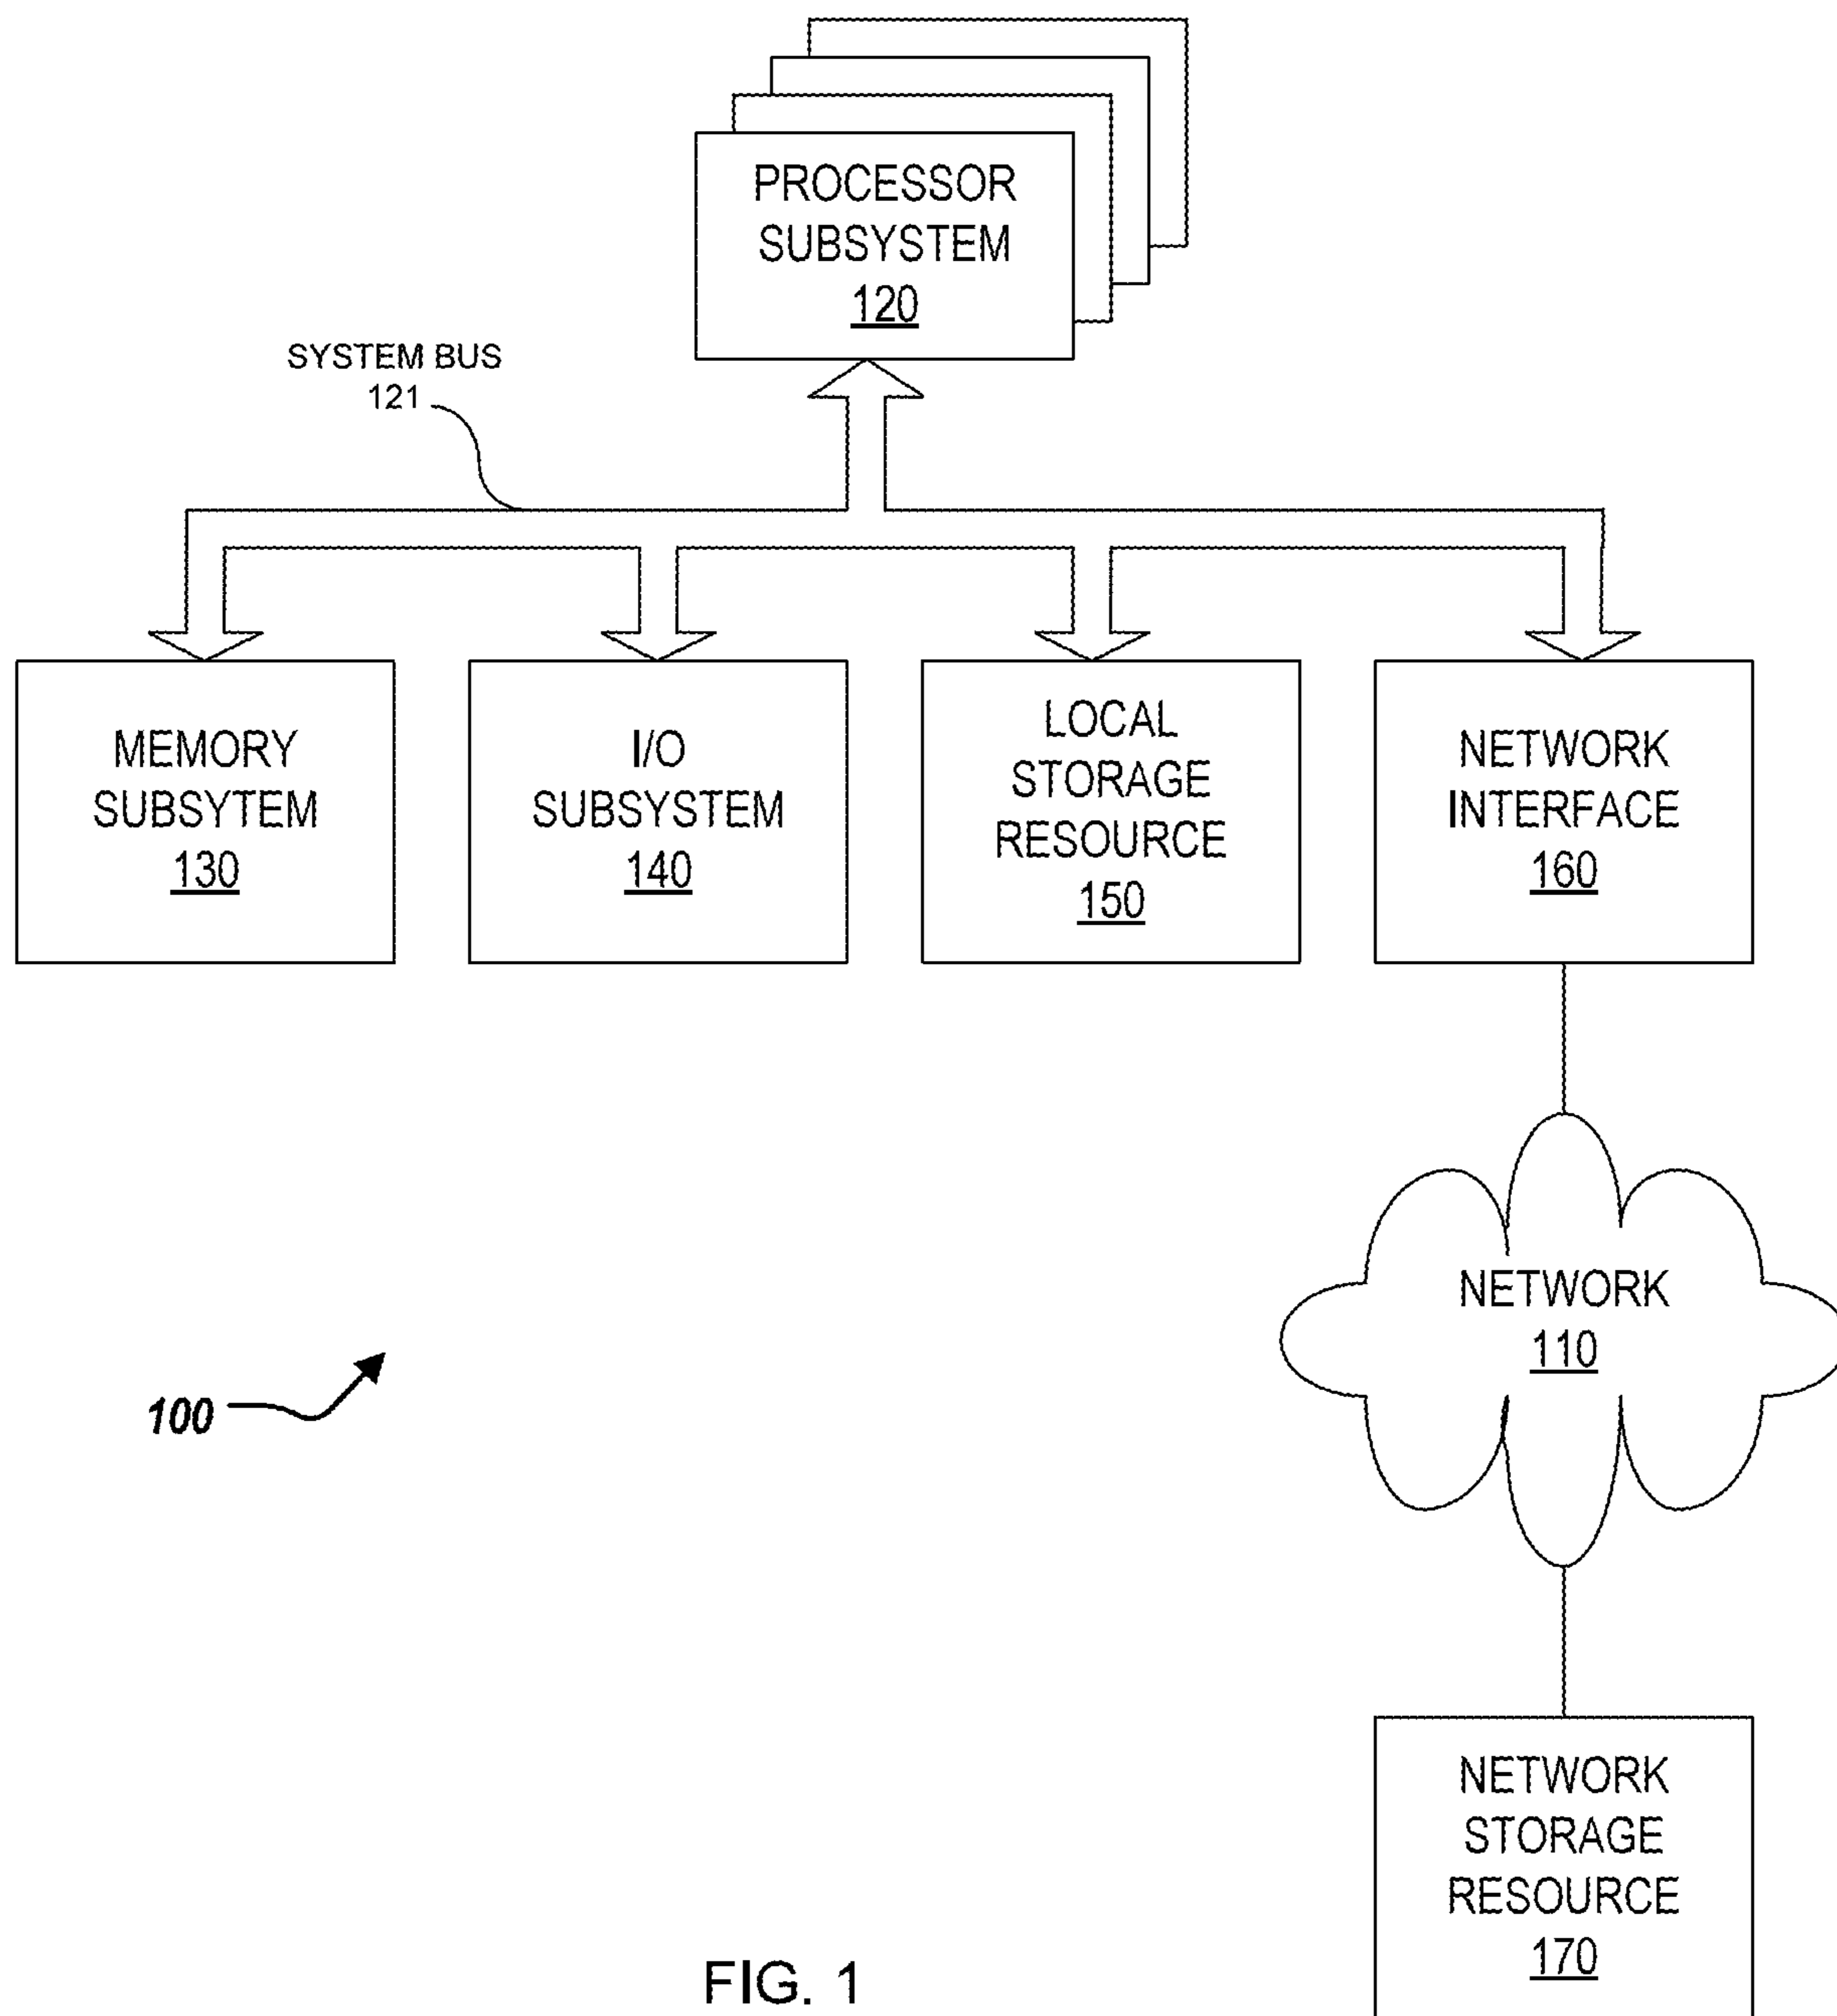 PROCESSOR
SUBSYSTEM
120
SYSTEM BUS
121
MEMORY
SUBSYTEM
130
I/O
SUBSYSTEM
140
LOCAL
STORAGE
RESOURCE
150
NETWORK
INTERFACE
160
NETWORK
110
100
NETWORK
STORAGE
RESOURCE
170
FIG. 1